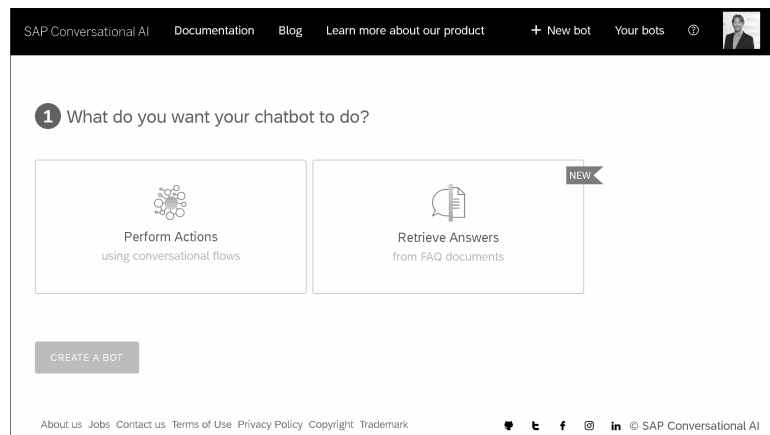 SAP Conversational AI Documentation Blog Learn more about our product + New bot Your bots ?
1 What do you want your chatbot to do?
NEW
Perform Actions
using conversational flows
Retrieve Answers
from FAQ documents
CREATE A BOT
About us Jobs Contact us Terms of Use Privacy Policy Copyright Trademark © SAP Conversational AI